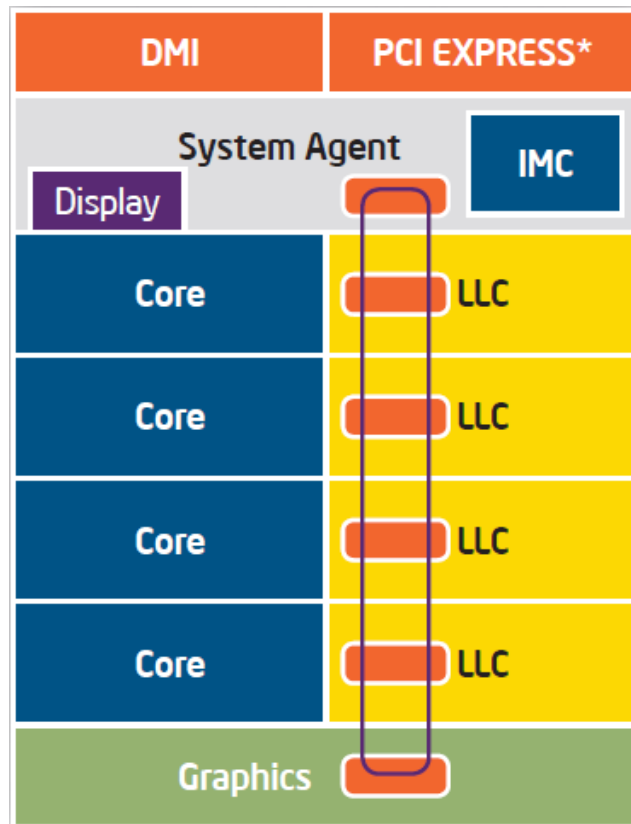 DMI
PCI EXPRESS*
System Agent
IMC
Display
Core
LLC
Core
LLC
Core
LLC
Core
LLC
Graphics